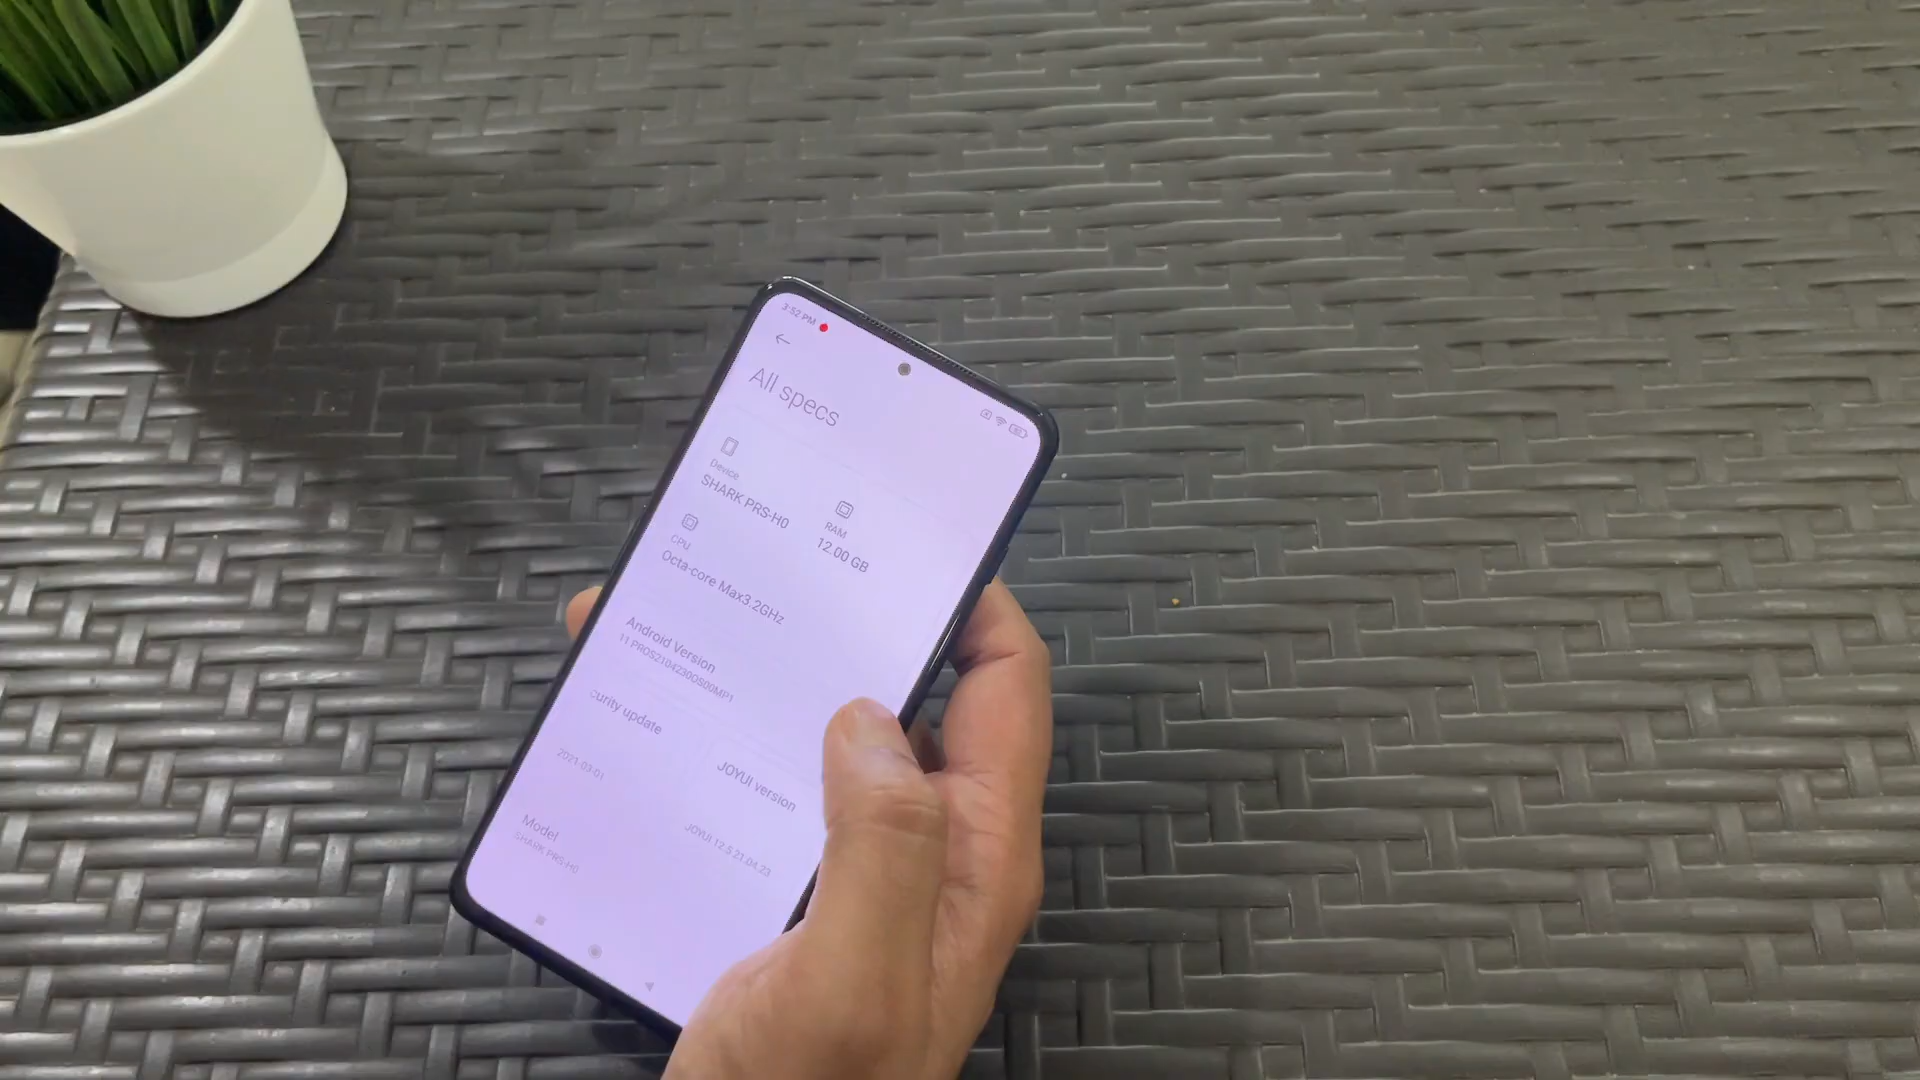 3:52 PM
All specs
Device
SHARK PRS-H0
RAM
12.00 GB
CPU
Octa-core Max3.2GHz
Android Version
11 PROS2104230OS00MP1
curity update
2021-03-01
JOYUI version
JOYUI 12.5 21.04.23
Model
SHARK PRS-H0